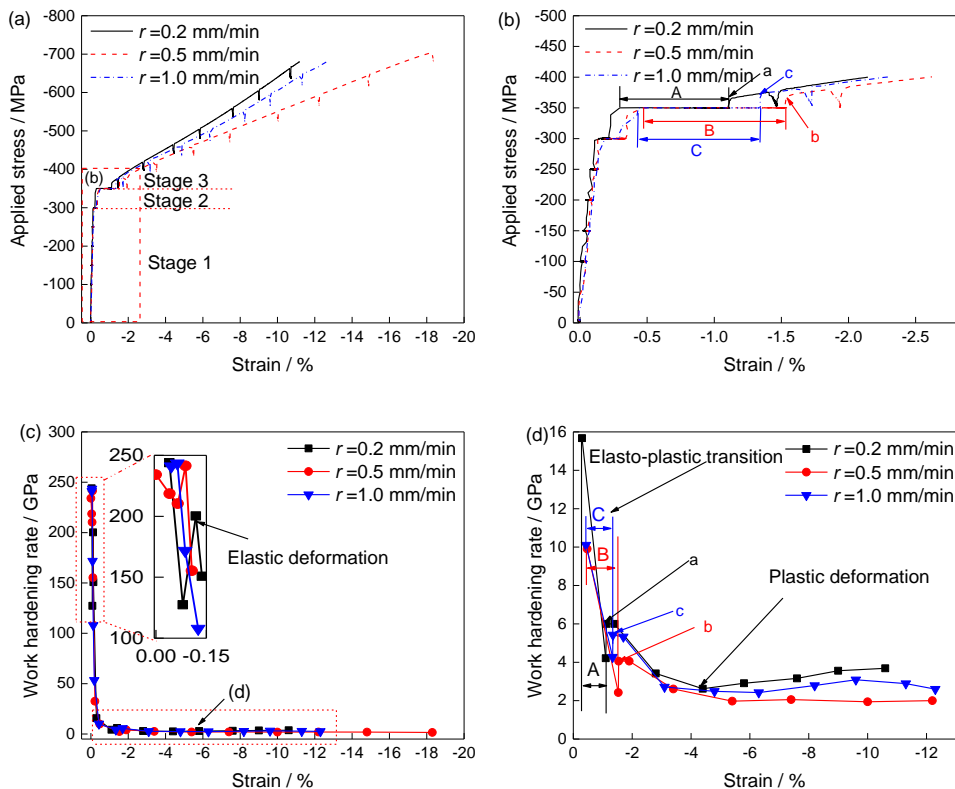 (a)
-800
-700
-600
-500
-400
-300
-200
-100
0
Applied stress / MPa
r=0.2 mm/min
r=0.5 mm/min
r=1.0 mm/min
(b)
Stage 3
Stage 2
Stage 1
0 -2 -4 -6 -8 -10 -12 -14 -16 -18 -20
Strain / %
(b)
-500
-450
-400
-350
-300
-250
-200
-150
-100
-50
0
Applied stress / MPa
r=0.2 mm/min
r=0.5 mm/min
r=1.0 mm/min
a
c
A
B
b
C
0.0 -0.5 -1.0 -1.5 -2.0 -2.5
Strain / %
(c)
300
250
200
150
100
50
0
Work hardening rate / GPa
r=0.2 mm/min
r=0.5 mm/min
r=1.0 mm/min
250
200
150
100
0.00 -0.15
Elastic deformation
(d)
0 -2 -4 -6 -8 -10 -12 -14 -16 -18 -20
Strain / %
(d)
16
14
12
10
8
6
4
2
0
Work hardening rate / GPa
r=0.2 mm/min
r=0.5 mm/min
r=1.0 mm/min
Elasto-plastic transition
C
B
a
Plastic deformation
c
b
A
0 -2 -4 -6 -8 -10 -12
Strain / %